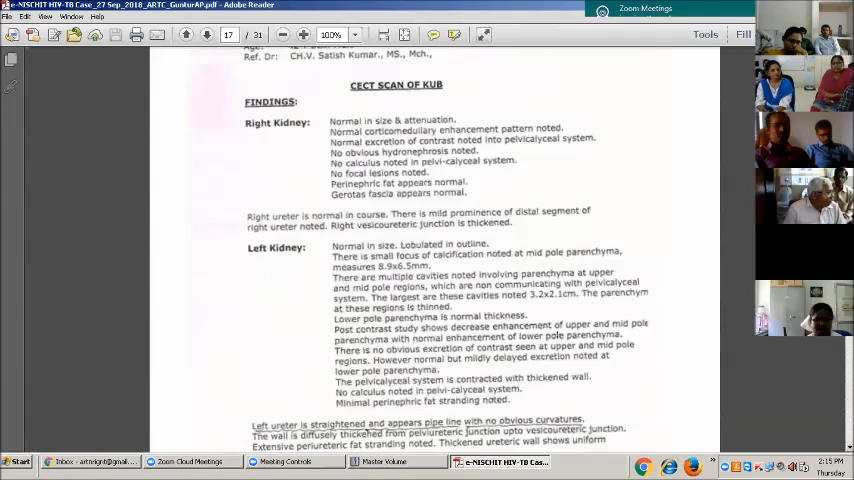 e-NISCHIT HIV-TB Case_27 Sep_2018_ARTC_GunturAP.pdf - Adobe Reader
Zoom Meetings
File Edit View Window Help
17 / 31
100%
Tools
Fill
Ref. Dr: CH.V. Satish Kumar., MS., Mch.,
CECT SCAN OF KUB
FINDINGS:
Right Kidney: Normal in size & attenuation.
Normal corticomedullary enhancement pattern noted.
Normal excretion of contrast noted into pelvicalyceal system.
No obvious hydronephrosis noted.
No calculus noted in pelvi-calyceal system.
No focal lesions noted.
Perinephric fat appears normal.
Gerotas fascia appears normal.
Right ureter is normal in course. There is mild prominence of distal segment of
right ureter noted. Right vesicoureteric junction is thickened.
Left Kidney: Normal in size. Lobulated in outline.
There is small focus of calcification noted at mid pole parenchyma,
measures 8.9x6.5mm.
There are multiple cavities noted involving parenchyma at upper
and mid pole regions, which are non communicating with pelvicalyceal
system. The largest are these cavities noted 3.2x2.1cm. The parenchym
at these regions is thinned.
Lower pole parenchyma is normal thickness.
Post contrast study shows decrease enhancement of upper and mid pole
parenchyma with normal enhancement of lower pole parenchyma.
There is no obvious excretion of contrast seen at upper and mid pole
regions. However normal but mildly delayed excretion noted at
lower pole parenchyma.
The pelvicalyceal system is contracted with thickened wall.
No calculus noted in pelvi-calyceal system.
Minimal perinephric fat stranding noted.
Left ureter is straightened and appears pipe line with no obvious curvatures.
The wall is diffusely thickened from pelviureteric junction upto vesicoureteric junction.
Extensive periureteric fat stranding noted. Thickened ureteric wall shows uniform
Start
Inbox - artnreight@gmail....
Zoom Cloud Meetings
Meeting Controls
Master Volume
e-NISCHIT HIV-TB Cas...
2:15 PM
Thursday